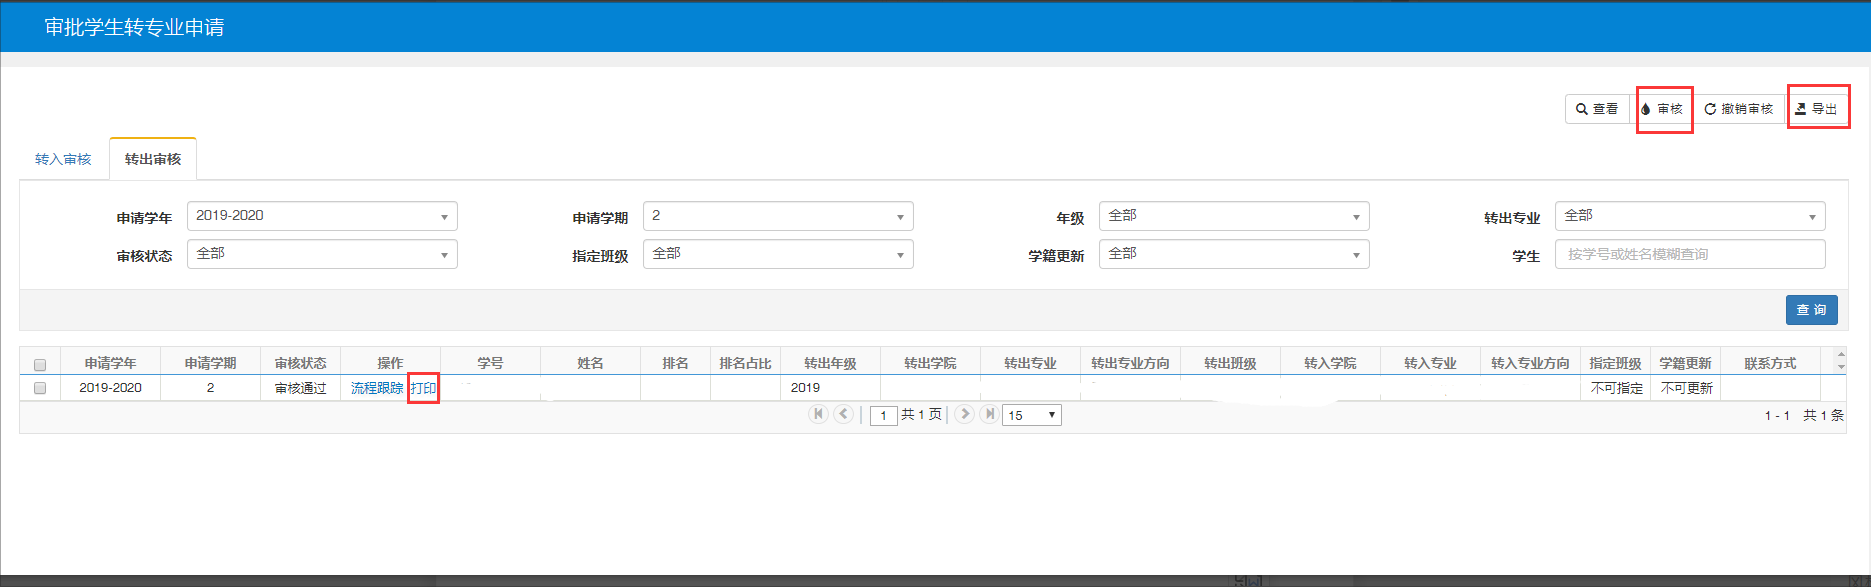 审批学生转专业申请
查看 审核 撤销审核 导出
转入审核 转出审核
申请学年 2019-2020 申请学期 2 年级 全部 转出专业 全部
审核状态 全部 指定班级 全部 学籍更新 全部 学生 按学号或姓名模糊查询
查 询
申请学年 申请学期 审核状态 操作 学号 姓名 排名 排名占比 转出年级 转出学院 转出专业 转出专业方向 转出班级 转入学院 转入专业 转入专业方向 指定班级 学籍更新 联系方式
2019-2020 2 审核通过 流程跟踪 打印 2019 不可指定 不可更新
1 共 1 页 15 1 - 1 共 1 条